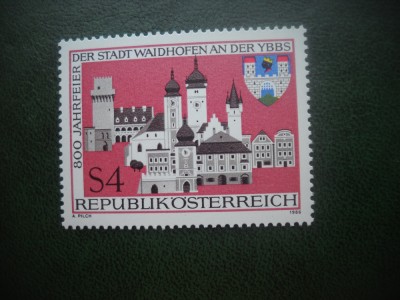 800 JAHRFEIER
DER STADT WAIDHOFEN AN DER YBBS
S4
REPUBLIK ÖSTERREICH
A. PILCH 1986